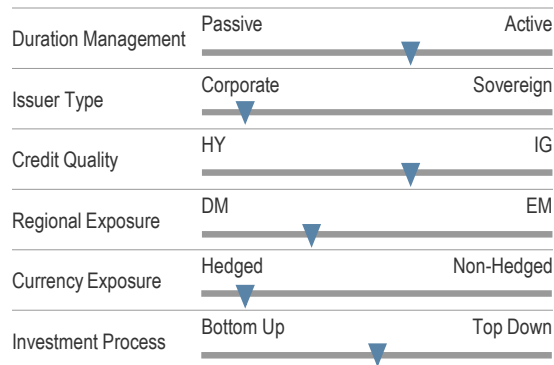 Duration Management Passive Active
Issuer Type Corporate Sovereign
Credit Quality HY IG
Regional Exposure DM EM
Currency Exposure Hedged Non-Hedged
Investment Process Bottom Up Top Down